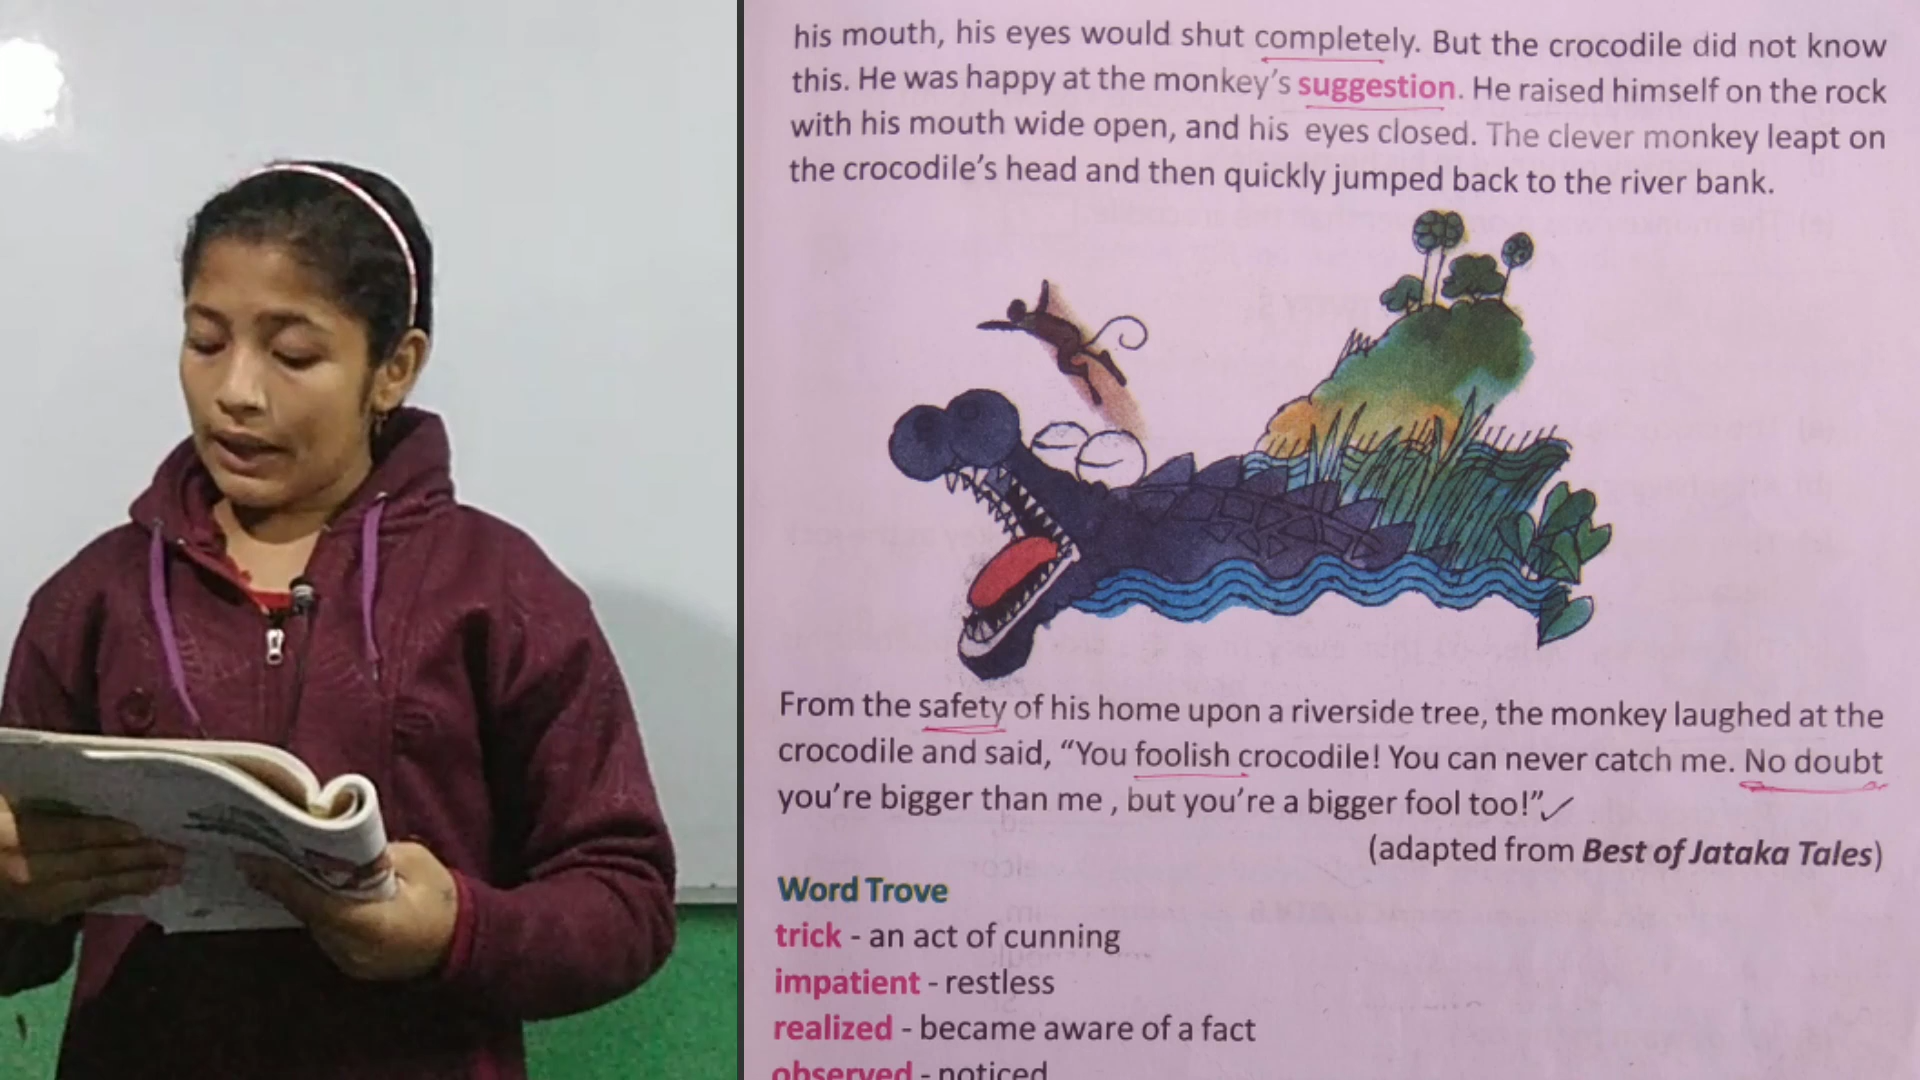 his mouth, his eyes would shut completely. But the crocodile did not know
this. He was happy at the monkey's suggestion. He raised himself on the rock
with his mouth wide open, and his eyes closed. The clever monkey leapt on
the crocodile's head and then quickly jumped back to the river bank.
From the safety of his home upon a riverside tree, the monkey laughed at the
crocodile and said, “You foolish crocodile! You can never catch me. No doubt
you're bigger than me , but you're a bigger fool too!”
(adapted from Best of Jataka Tales)
Word Trove
trick - an act of cunning
impatient - restless
realized - became aware of a fact
observed - noticed